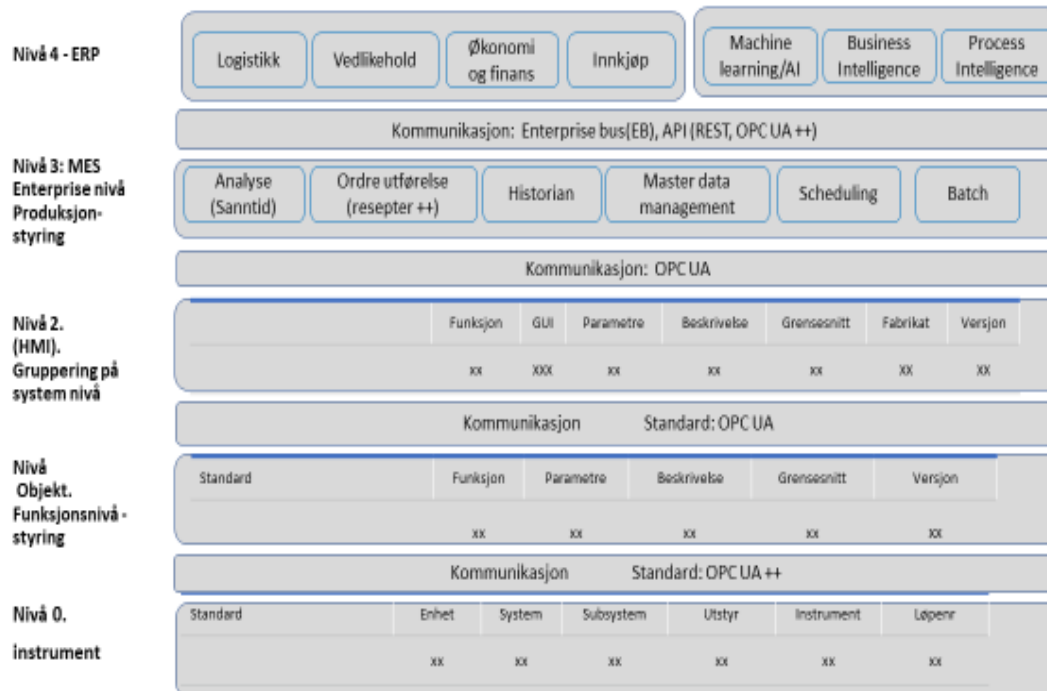 Nivå 4 - ERP
Logistikk
Vedlikehold
Økonomi
og finans
Innkjøp
Machine
learning/AI
Business
Intelligence
Process
Intelligence
Kommunikasjon: Enterprise bus(EB), API (REST, OPC UA ++)
Nivå 3: MES
Enterprise nivå
Produksjon-
styring
Analyse
(Sanntid)
Ordre utførelse
(resepter ++)
Historian
Master data
management
Scheduling
Batch
Kommunikasjon: OPC UA
Nivå 2.
(HMI).
Gruppering på
system nivå
Funksjon GUI Parametre Beskrivelse Grensesnitt Fabrikat Versjon
xx XXX xx xx xx XX XX
Kommunikasjon Standard: OPC UA
Nivå
Objekt.
Funksjonsnivå -
styring
Standard Funksjon Parametre Beskrivelse Grensesnitt Versjon
xx xx xx xx xx
Kommunikasjon Standard: OPC UA ++
Nivå 0.
instrument
Standard Enhet System Subsystem Utstyr Instrument Løpenr
xx xx xx xx xx xx